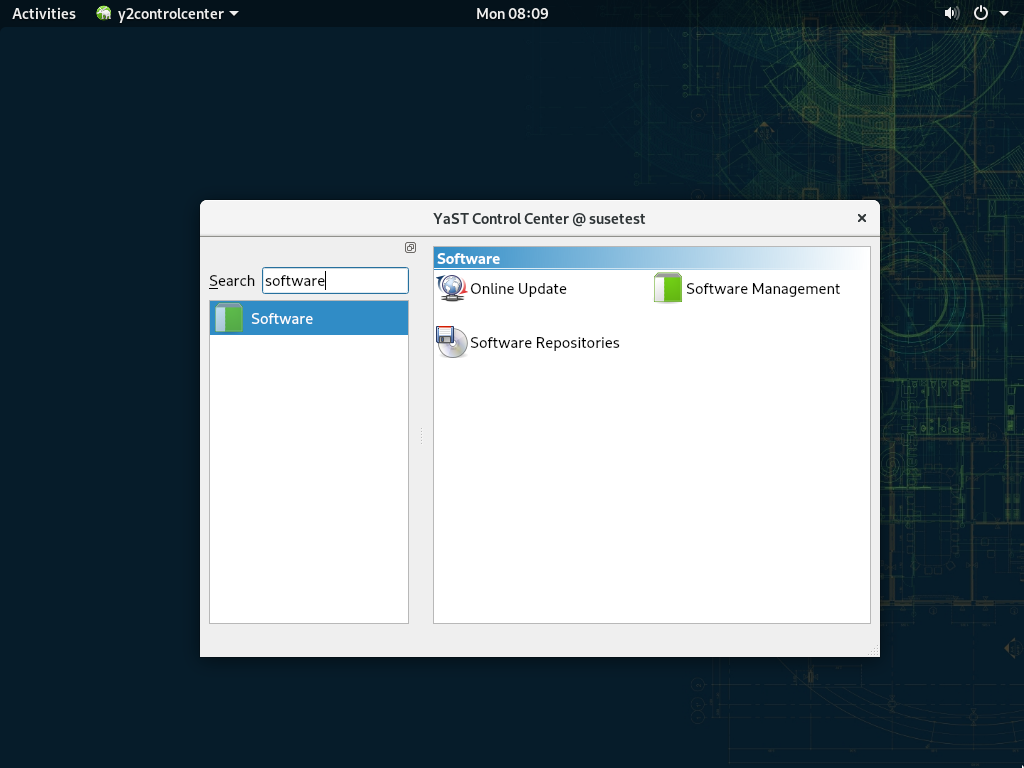 Activities y2controlcenter Mon 08:09
YaST Control Center @ susetest
Search software
Software
Software
Online Update Software Management
Software Repositories